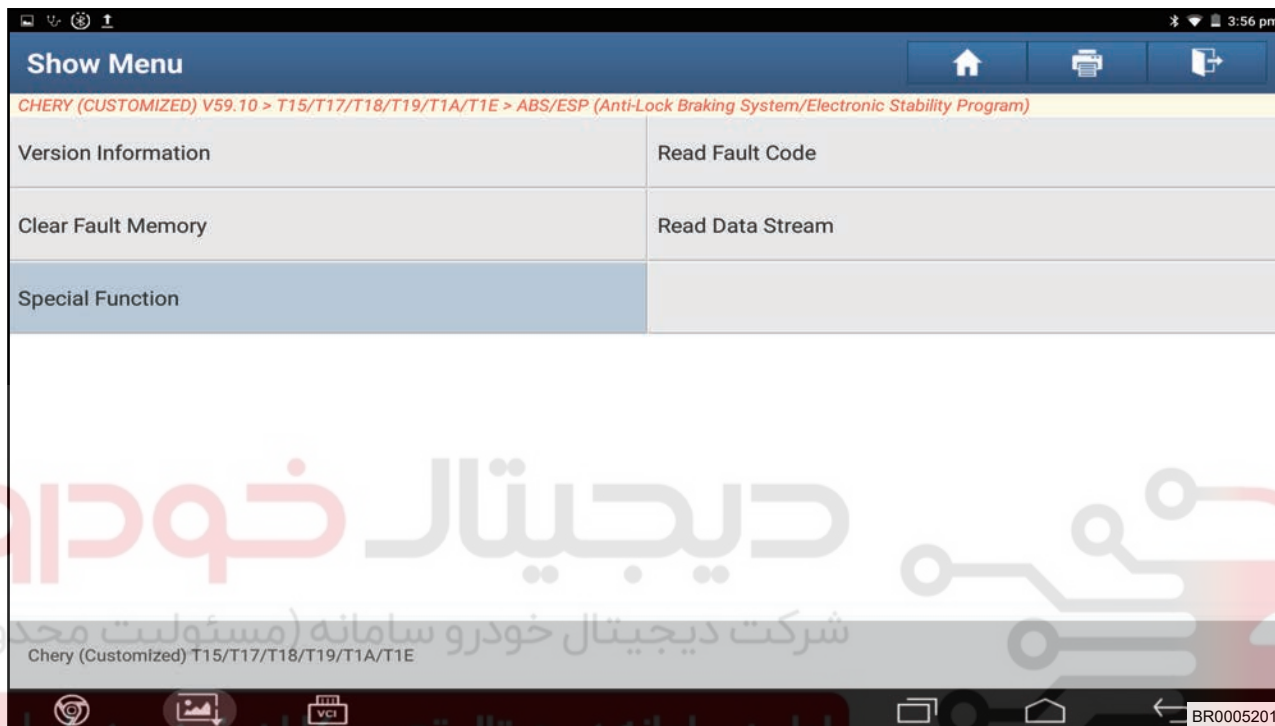 3:56 pm
Show Menu
CHERY (CUSTOMIZED) V59.10 > T15/T17/T18/T19/T1A/T1E > ABS/ESP (Anti-Lock Braking System/Electronic Stability Program)
Version Information
Read Fault Code
Clear Fault Memory
Read Data Stream
Special Function
دیجیتال خودرو
شرکت دیجیتال خودرو سامانه (مسئولیت
Chery (Customized) T15/T17/T18/T19/T1A/T1E
VCI
BR0005201